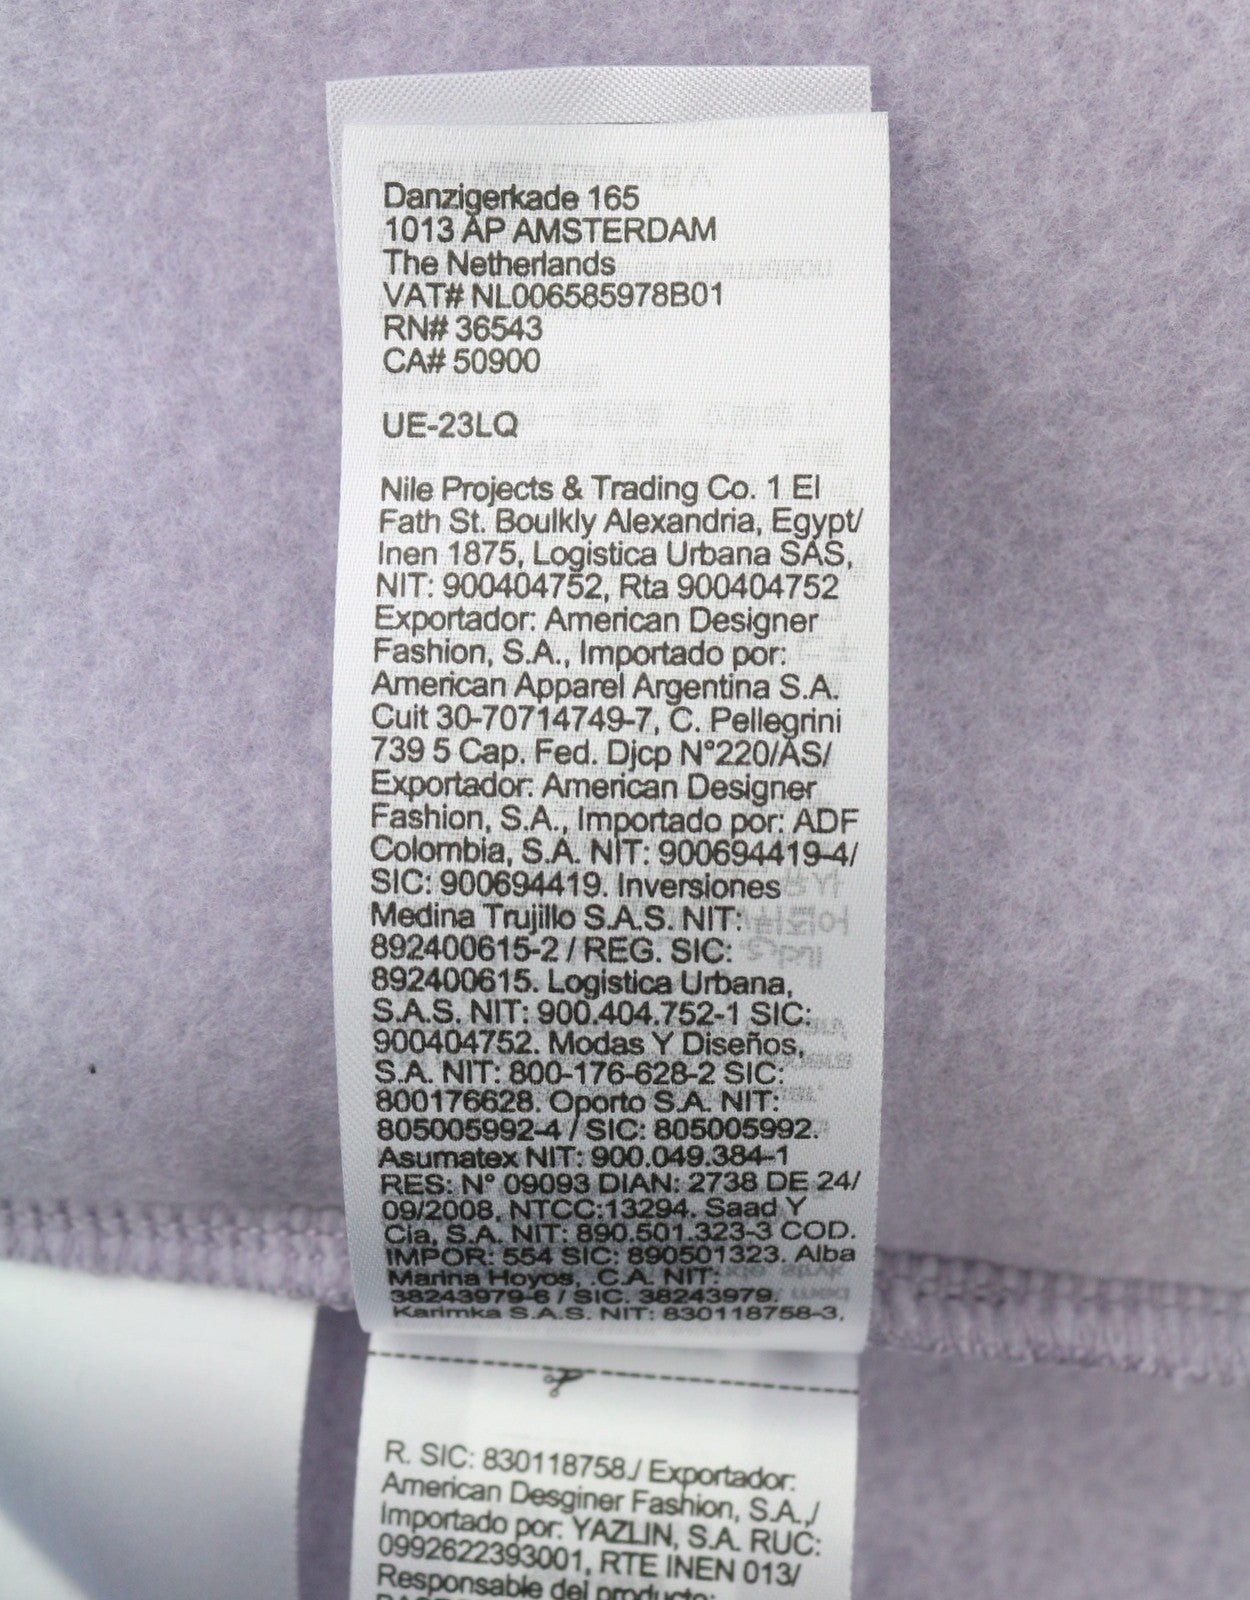 Danzigerkade 165
1013 AP AMSTERDAM
The Netherlands
VAT# NL006585978B01
RN# 36543
CA# 50900
UE-23LQ
Nile Projects & Trading Co. 1 El
Fath St. Boulkly Alexandria, Egypt/
Inen 1875, Logistica Urbana SAS,
NIT: 900404752, Rta 900404752
Exportador: American Designer
Fashion, S.A., Importado por:
American Apparel Argentina S.A.
Cuit 30-70714749-7, C. Pellegrini
739 5 Cap. Fed. Djcp N°220/AS/
Exportador: American Designer
Fashion, S.A., Importado por: ADF
Colombia, S.A. NIT: 900694419-4/
SIC: 900694419. Inversiones
Medina Trujillo S.A.S. NIT:
892400615-2 / REG. SIC:
892400615. Logistica Urbana,
S.A.S. NIT: 900.404.752-1 SIC:
900404752. Modas Y Diseños,
S.A. NIT: 800-176-628-2 SIC:
800176628. Oporto S.A. NIT:
805005992-4 / SIC: 805005992.
Asumatex NIT: 900.049.384-1
RES: N° 09093 DIAN: 2738 DE 24/
09/2008, NTCC:13294. Saad Y
Cia, S.A. NIT: 890.501.323-3 COD.
IMPOR: 554 SIC: 890501323. Alba
Marina Hoyos, .C.A. NIT:
38243979-6 / SIC. 38243979.
Karimka S.A.S. NIT: 830118758-3,
R. SIC: 830118758./ Exportador:
American Desginer Fashion, S.A./
Importado por: YAZLIN, S.A. RUC:
0992622393001, RTE INEN 013/
Responsable del producto: